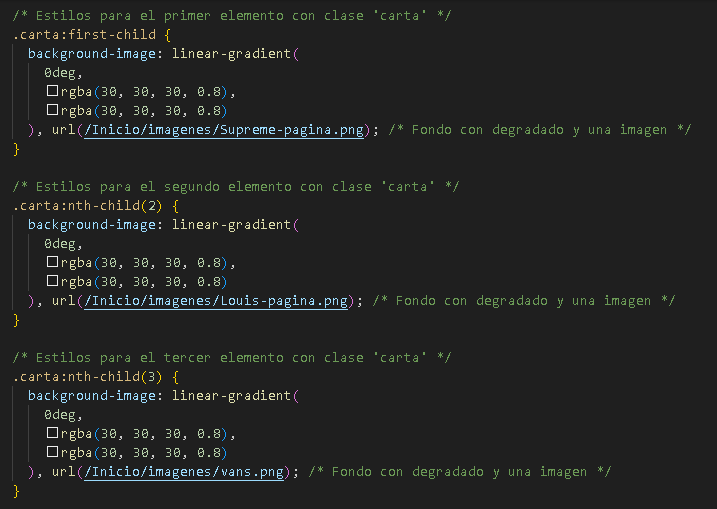 /* Estilos para el primer elemento con clase 'carta' */
.carta:first-child {
background-image: linear-gradient(
0deg,
rgba(30, 30, 30, 0.8),
rgba(30, 30, 30, 0.8)
), url(/Inicio/imagenes/Supreme-pagina.png); /* Fondo con degradado y una imagen */
}
/* Estilos para el segundo elemento con clase 'carta' */
.carta:nth-child(2) {
background-image: linear-gradient(
0deg,
rgba(30, 30, 30, 0.8),
rgba(30, 30, 30, 0.8)
), url(/Inicio/imagenes/Louis-pagina.png); /* Fondo con degradado y una imagen */
}
/* Estilos para el tercer elemento con clase 'carta' */
.carta:nth-child(3) {
background-image: linear-gradient(
0deg,
rgba(30, 30, 30, 0.8),
rgba(30, 30, 30, 0.8)
), url(/Inicio/imagenes/vans.png); /* Fondo con degradado y una imagen */
}